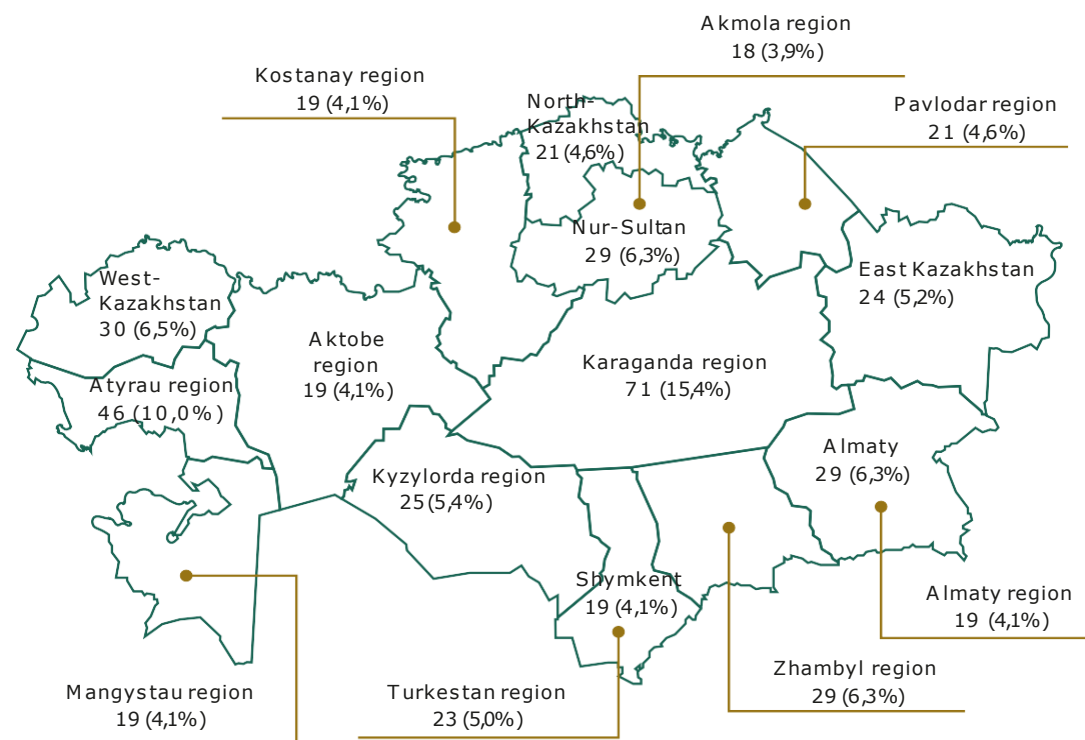 Akmola region
18 (3,9%)
Kostanay region
19 (4,1%)
North-
Kazakhstan
21 (4,6%)
Pavlodar region
21 (4,6%)
Nur-Sultan
29 (6,3%)
West-
Kazakhstan
30 (6,5%)
East Kazakhstan
24 (5,2%)
Aktobe
region
19 (4,1%)
Karaganda region
71 (15,4%)
Atyrau region
46 (10,0%)
Almaty
29 (6,3%)
Kyzylorda region
25 (5,4%)
Shymkent
19 (4,1%)
Almaty region
19 (4,1%)
Zhambyl region
29 (6,3%)
Mangystau region
19 (4,1%)
Turkestan region
23 (5,0%)